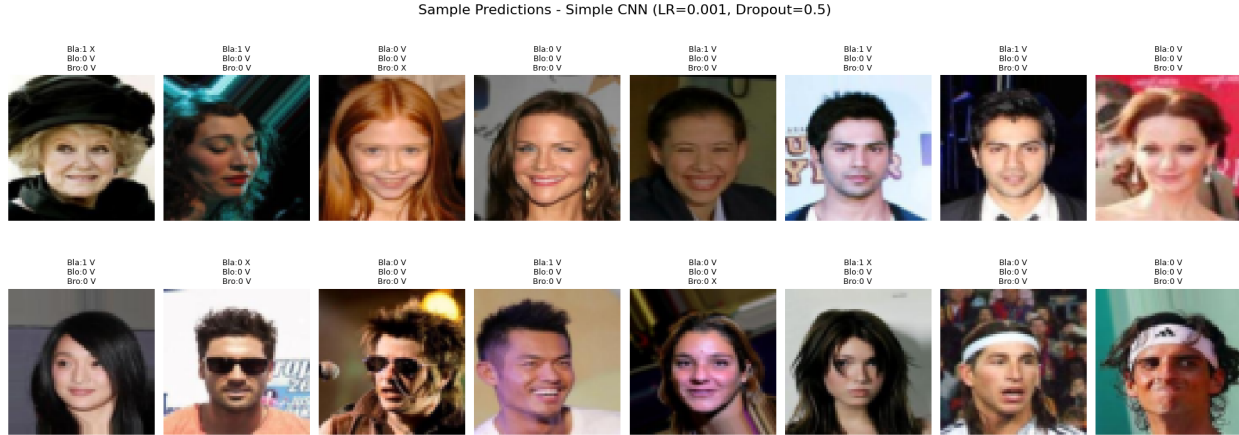 Sample Predictions - Simple CNN (LR=0.001, Dropout=0.5)
Bla:1 X
Blo:0 V
Bro:0 V
Bla:1 V
Blo:0 V
Bro:0 V
Bla:0 V
Blo:0 V
Bro:0 X
Bla:0 V
Blo:0 V
Bro:0 V
Bla:1 V
Blo:0 V
Bro:0 V
Bla:1 V
Blo:0 V
Bro:0 V
Bla:1 V
Blo:0 V
Bro:0 V
Bla:0 V
Blo:0 V
Bro:0 V
Bla:1 V
Blo:0 V
Bro:0 V
Bla:0 X
Blo:0 V
Bro:0 V
Bla:0 V
Blo:0 V
Bro:0 V
Bla:1 V
Blo:0 V
Bro:0 V
Bla:0 V
Blo:0 V
Bro:0 X
Bla:1 X
Blo:0 V
Bro:0 V
Bla:0 V
Blo:0 V
Bro:0 V
Bla:0 V
Blo:0 V
Bro:0 V